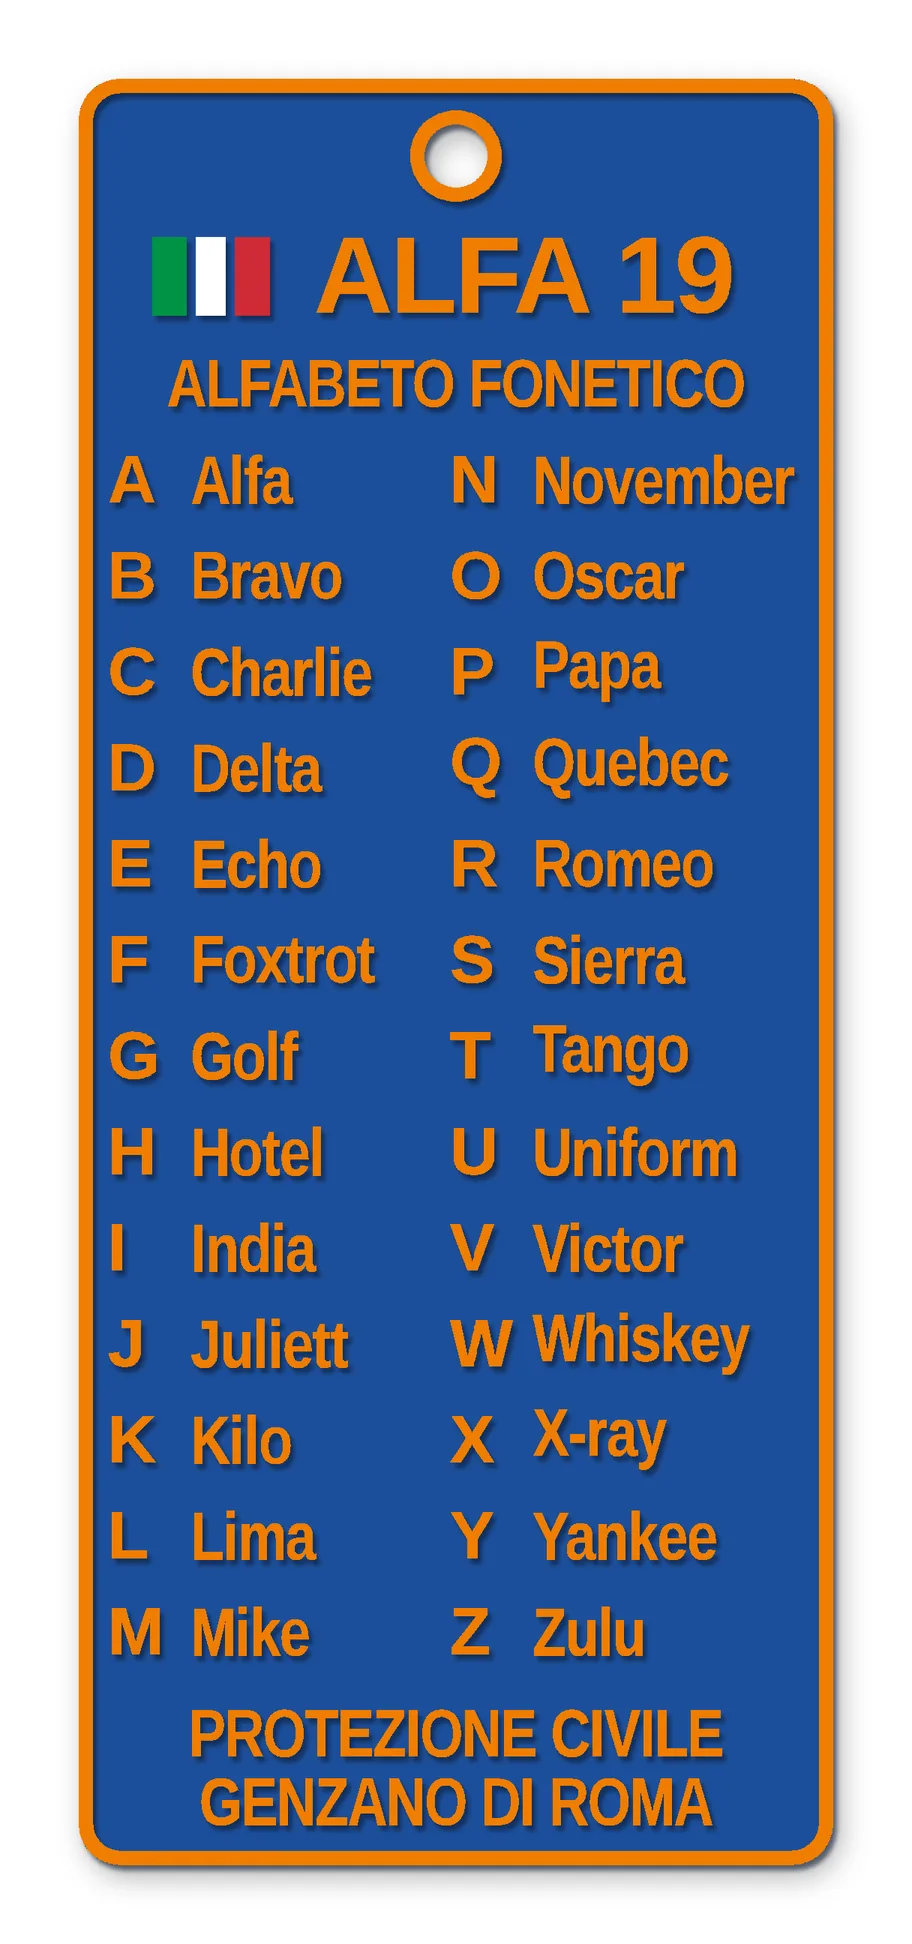 ALFA 19
ALFABETO FONETICO
A Alfa
B Bravo
C Charlie
D Delta
E Echo
F Foxtrot
G Golf
H Hotel
I India
J Juliett
K Kilo
L Lima
M Mike
N November
O Oscar
P Papa
Q Quebec
R Romeo
S Sierra
T Tango
U Uniform
V Victor
W Whiskey
X X-ray
Y Yankee
Z Zulu
PROTEZIONE CIVILE
GENZANO DI ROMA